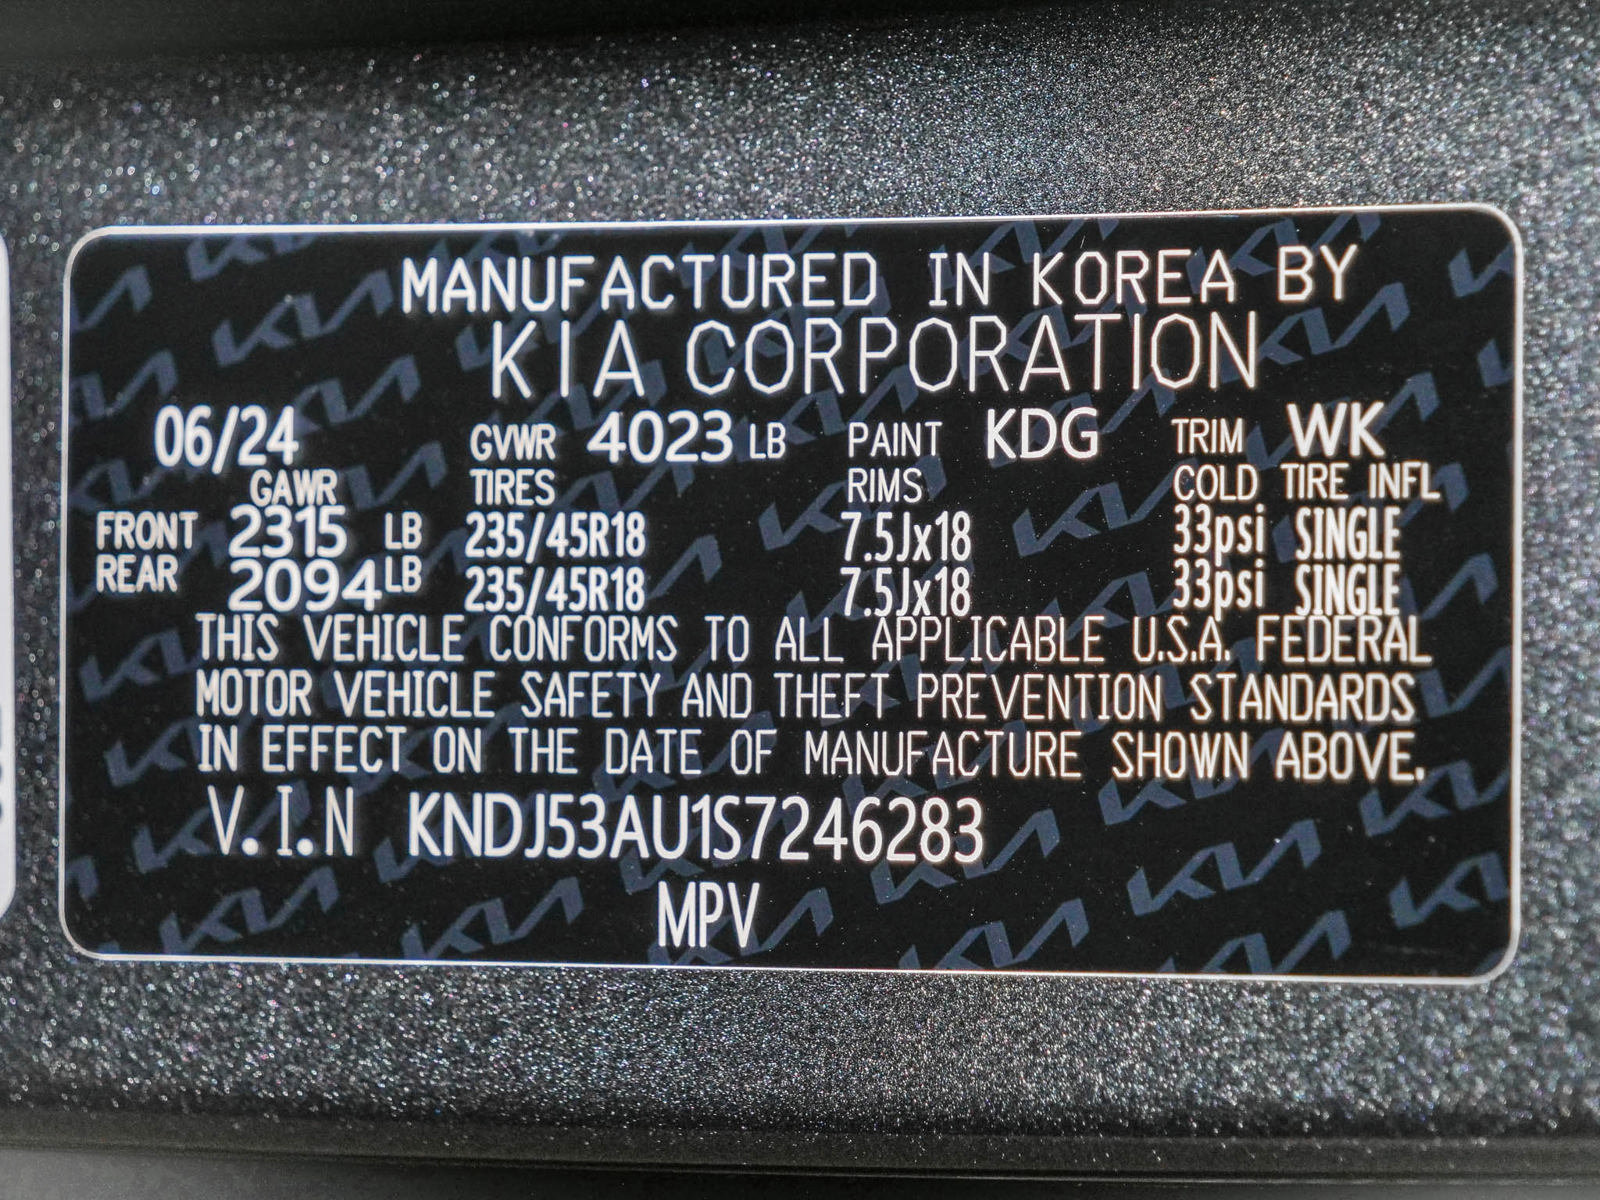 MANUFACTURED IN KOREA BY
KIA CORPORATION
06/24 GVWR 4023 LB PAINT KDG TRIM WK
GAWR TIRES RIMS COLD TIRE INFL
FRONT 2315 LB 235/45R18 7.5Jx18 33psi SINGLE
REAR 2094 LB 235/45R18 7.5Jx18 33psi SINGLE
THIS VEHICLE CONFORMS TO ALL APPLICABLE U.S.A. FEDERAL
MOTOR VEHICLE SAFETY AND THEFT PREVENTION STANDARDS
IN EFFECT ON THE DATE OF MANUFACTURE SHOWN ABOVE.
V.I.N KNDJ53AU1S7246283
MPV